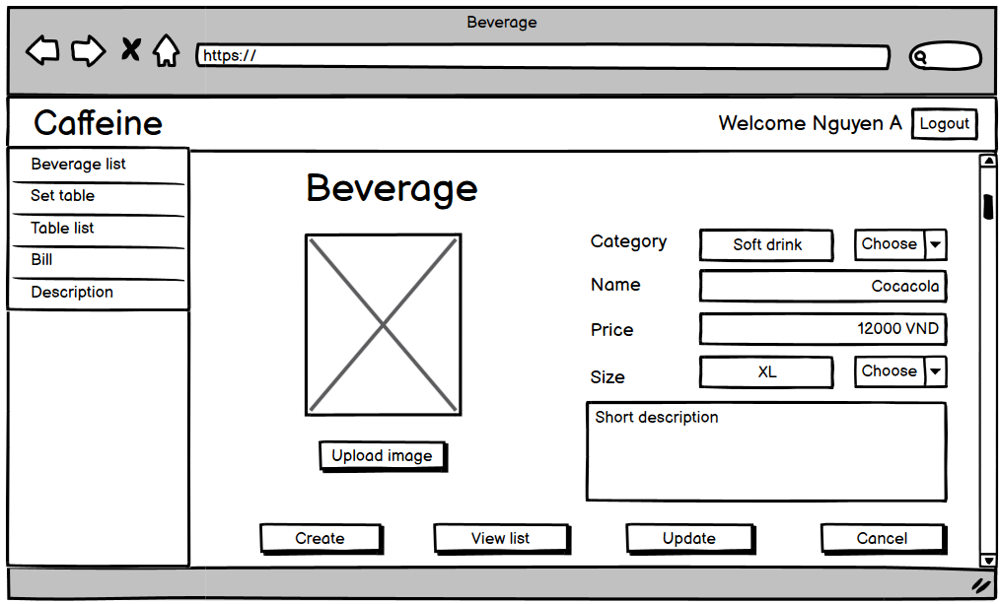 Beverage
https://
Caffeine
Welcome Nguyen A
Logout
Beverage list
Set table
Table list
Bill
Description
Beverage
Category
Soft drink
Choose
Name
Cocacola
Price
12000 VND
Size
XL
Choose
Short description
Upload image
Create
View list
Update
Cancel